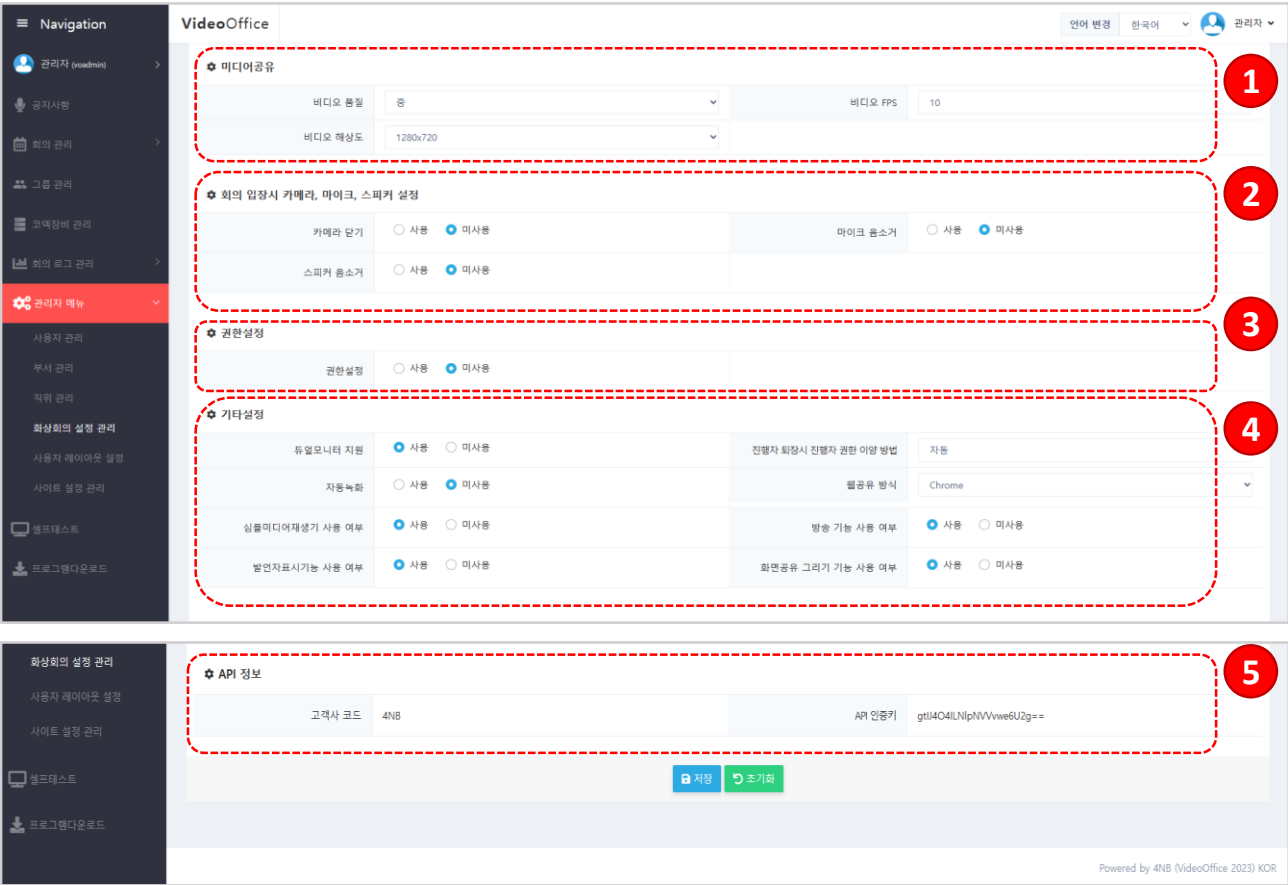 Navigation
VideoOffice
언어 변경 한국어 관리자
관리자 (voadmin)
공지사항
회의 관리
그룹 관리
코덱장비 관리
회의 로그 관리
관리자 메뉴
사용자 관리
부서 관리
직위 관리
화상회의 설정 관리
사용자 레이아웃 설정
사이트 설정 관리
셀프테스트
프로그램다운로드
미디어공유
1
비디오 품질 중 비디오 FPS 10
비디오 해상도 1280x720
회의 입장시 카메라, 마이크, 스피커 설정
2
카메라 닫기 사용 미사용 마이크 음소거 사용 미사용
스피커 음소거 사용 미사용
권한설정
3
권한설정 사용 미사용
기타설정
4
듀얼모니터 지원 사용 미사용 진행자 퇴장시 진행자 권한 이양 방법 자동
자동녹화 사용 미사용 웹공유 방식 Chrome
심플미디어재생기 사용 여부 사용 미사용 방송 기능 사용 여부 사용 미사용
발언자표시기능 사용 여부 사용 미사용 화면공유 그리기 기능 사용 여부 사용 미사용
화상회의 설정 관리
사용자 레이아웃 설정
사이트 설정 관리
셀프테스트
프로그램다운로드
API 정보
5
고객사 코드 4NB API 인증키
저장 초기화
Powered by 4NB (VideoOffice 2023) KOR